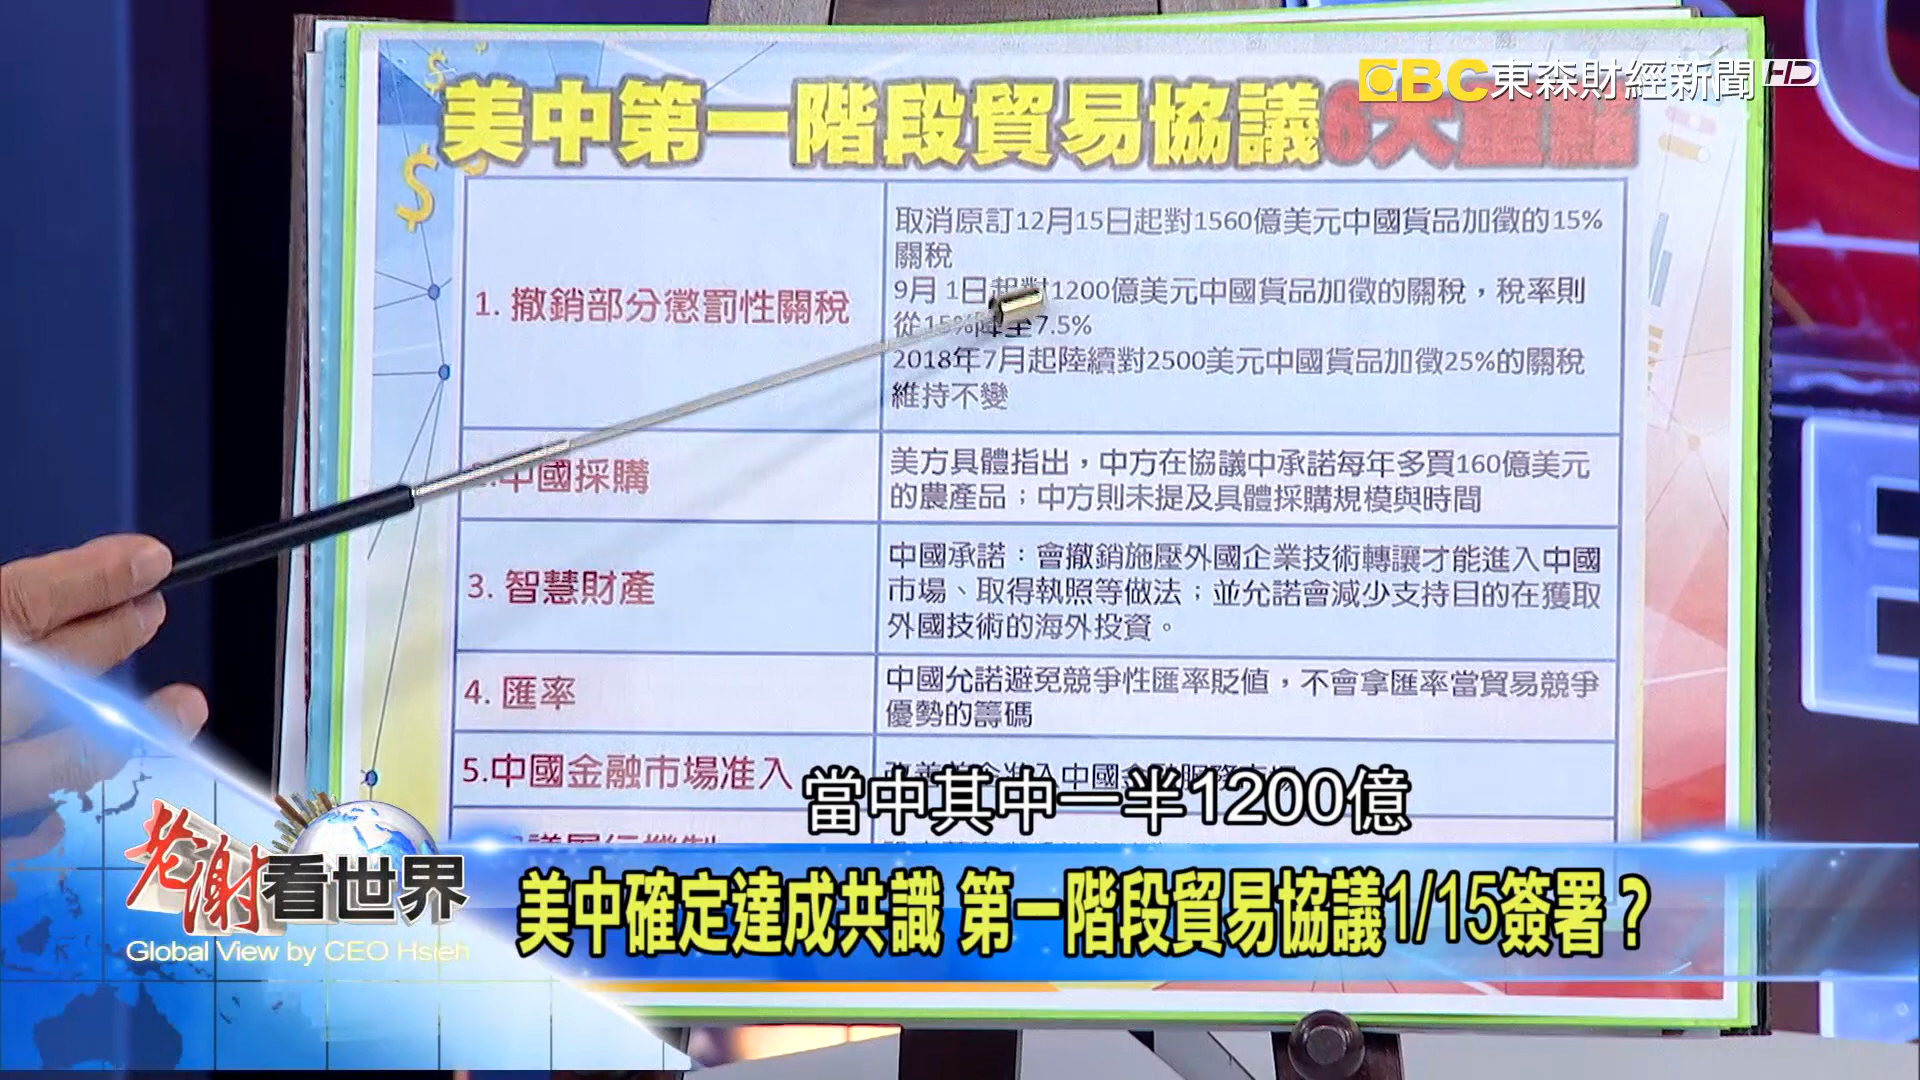 EBC 東森財經新聞 HD
美中第一階段貿易協議6大重點
1. 撤銷部分懲罰性關稅
取消原訂12月15日起對1560億美元中國貨品加徵的15%
關稅
9月1日起對1200億美元中國貨品加徵的關稅，稅率則
從15%降至7.5%
2018年7月起陸續對2500美元中國貨品加徵25%的關稅
維持不變
中國採購
美方具體指出，中方在協議中承諾每年多買160億美元
的農產品；中方則未提及具體採購規模與時間
3. 智慧財產
中國承諾：會撤銷施壓外國企業技術轉讓才能進入中國
市場、取得執照等做法；並允諾會減少支持目的在獲取
外國技術的海外投資。
4. 匯率
中國允諾避免競爭性匯率貶值，不會拿匯率當貿易競爭
優勢的籌碼
5.中國金融市場准入
當中其中一半1200億
老謝看世界
Global View by CEO Hsieh
美中確定達成共識 第一階段貿易協議1/15簽署？